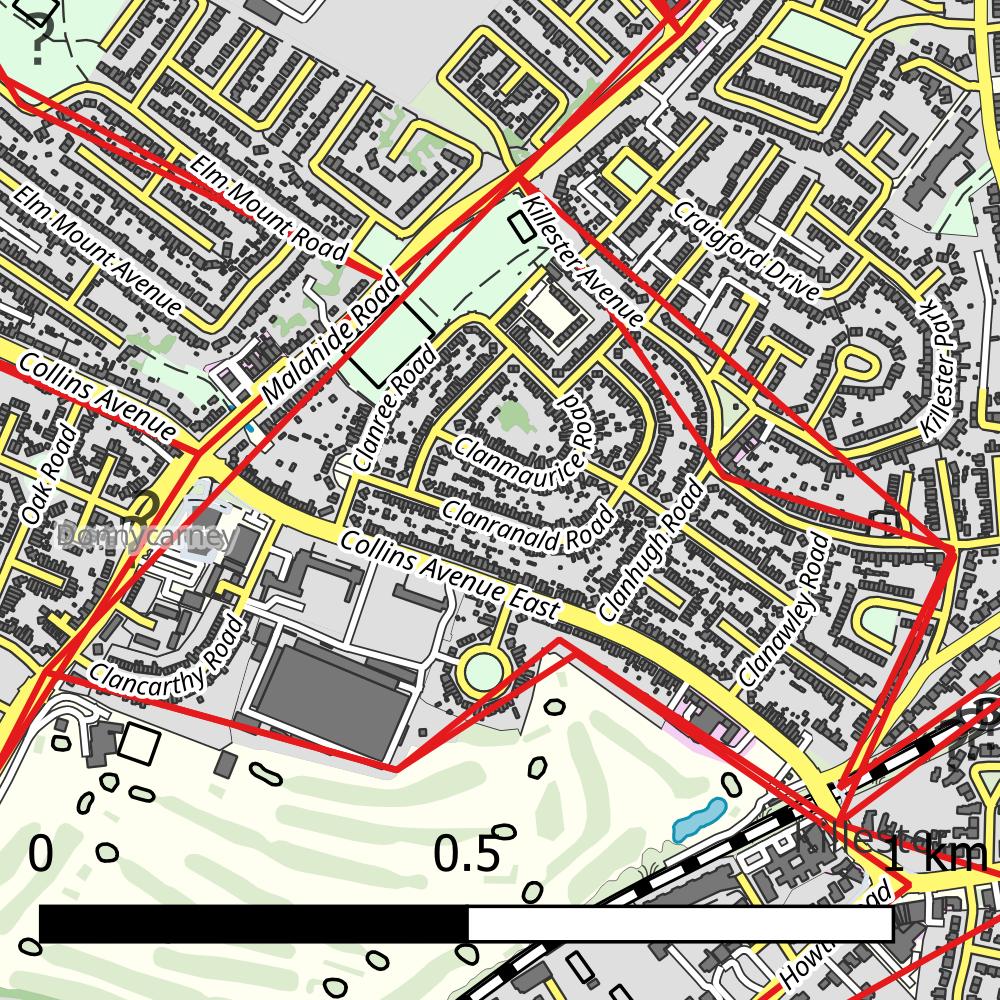 ?
Elm Mount Road
Elm Mount Avenue
Killester Avenue
Craigford Drive
Killester Park
Malahide Road
Collins Avenue
Clanree Road
Clanmaurice Road
Oak Road
Clanranald Road
Donnycarney
Clanhugh Road
Collins Avenue East
Clanawley Road
Clancarthy Road
Killester
0
0.5
1 km
Howth